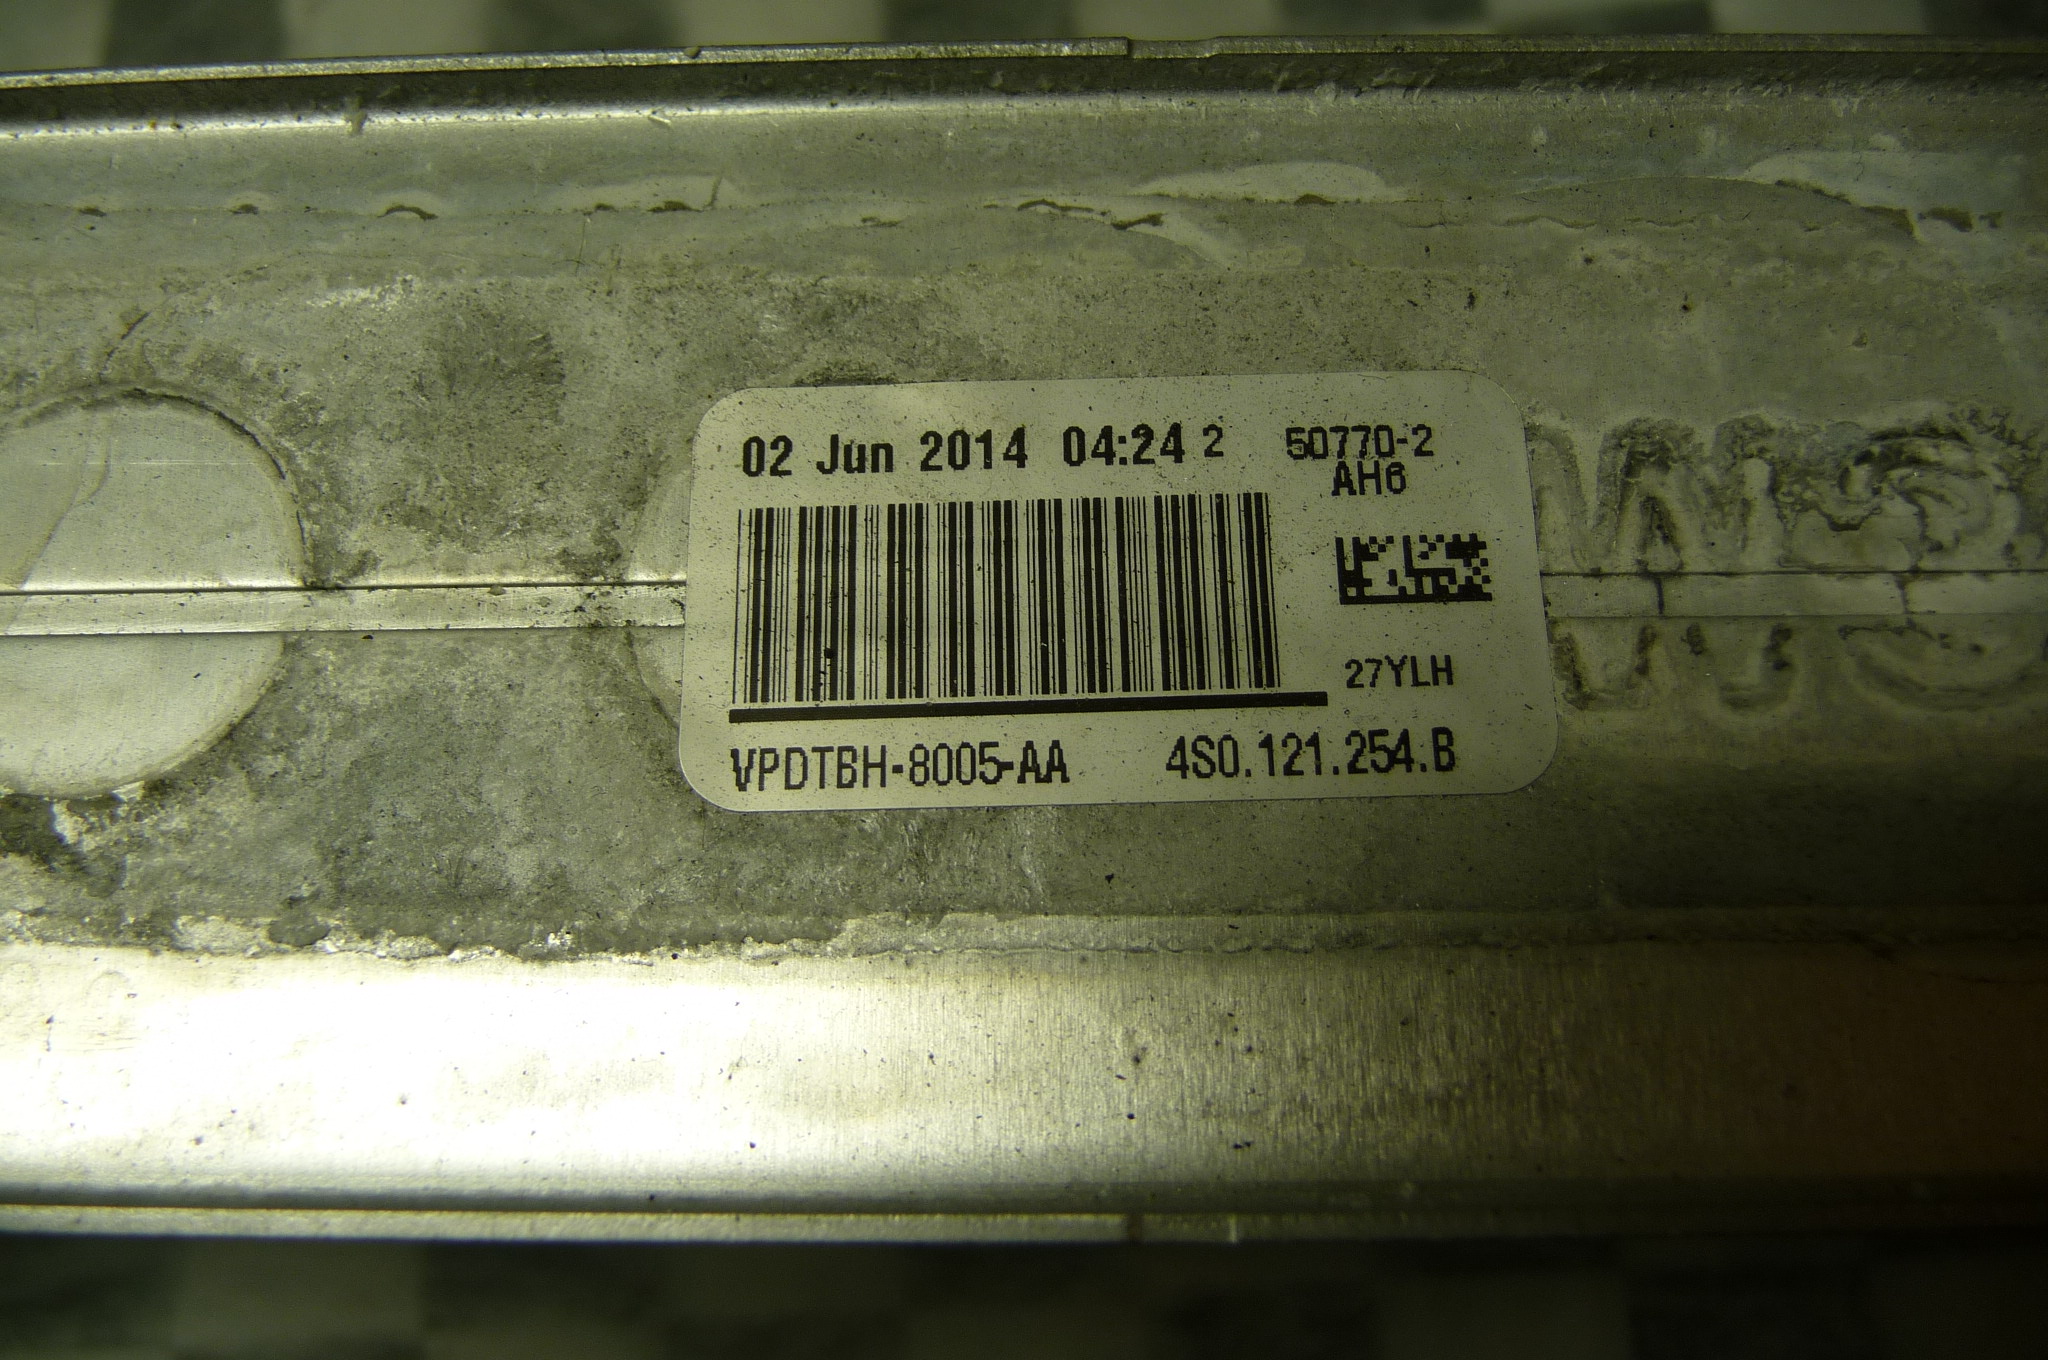 02 Jun 2014 04:24 2 50770-2
AH6
27YLH
VPDTBH-8005-AA 4S0.121.254.B